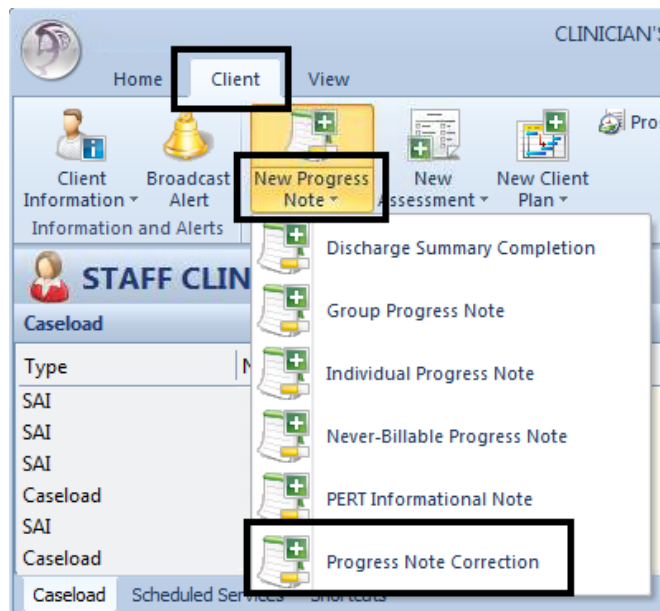 CLINICIAN'S
Home Client View
Client Information
Broadcast Alert
New Progress Note
New Assessment
New Client Plan
Pro
Information and Alerts
STAFF CLIN
Caseload
Type N
SAI
SAI
SAI
Caseload
SAI
Caseload
Discharge Summary Completion
Group Progress Note
Individual Progress Note
Never-Billable Progress Note
PERT Informational Note
Progress Note Correction
Caseload Scheduled Services Shortcuts